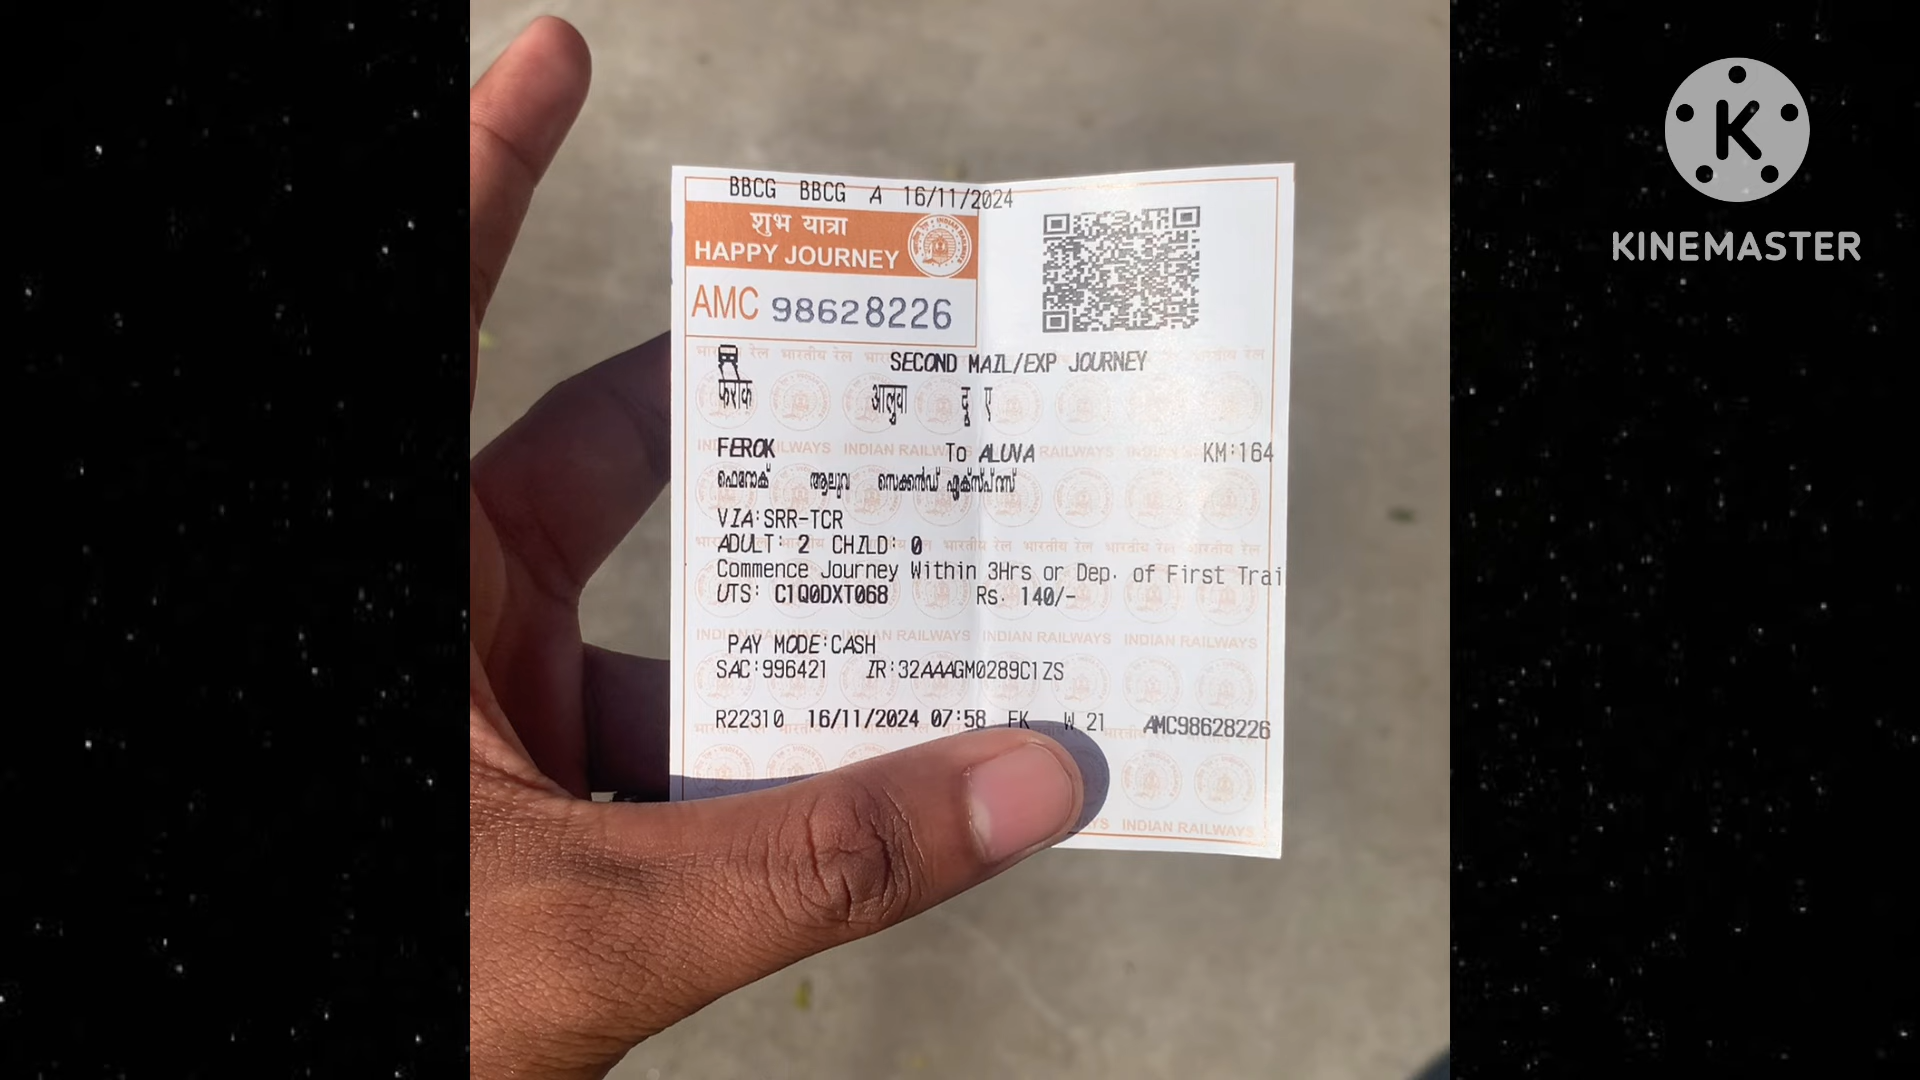 BBCG BBCG A 16/11/2024
शुभ यात्रा
HAPPY JOURNEY
AMC 98628226
SECOND MAIL/EXP JOURNEY
फेरोक आलुवा दू ए
FEROK To ALUVA KM:164
ഫെറോക് ആലുവ സെക്കൻഡ് എക്സ്പ്രസ്
VIA:SRR-TCR
ADULT: 2 CHILD: 0
Commence Journey Within 3Hrs or Dep. of First Trai
UTS: C1Q0DXT068 Rs. 140/-
PAY MODE:CASH
SAC:996421 IR:32AAAGM0289C1ZS
R22310 16/11/2024 07:58 FK W 21 AMC98628226
INDIAN RAILWAYS
K
KINEMASTER